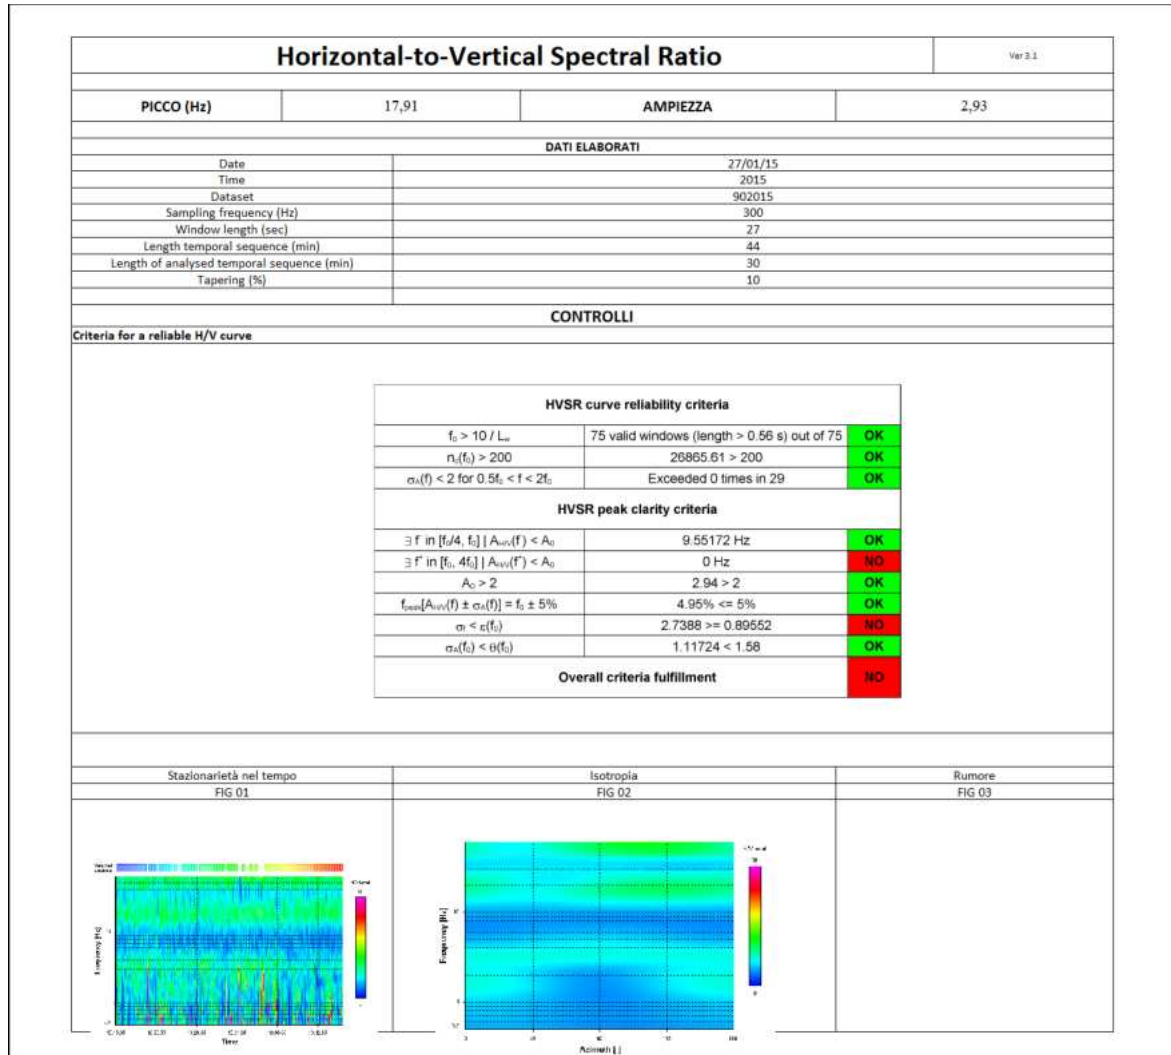 Horizontal-to-Vertical Spectral Ratio
Ver 3.1
PICCO (Hz) 17,91 AMPIEZZA 2,93
DATI ELABORATI
Date 27/01/15
Time 2015
Dataset 902015
Sampling frequency (Hz) 300
Window length (sec) 27
Length temporal sequence (min) 44
Length of analysed temporal sequence (min) 30
Tapering (%) 10
CONTROLLI
Criteria for a reliable H/V curve
HVSR curve reliability criteria
f₀ > 10 / Lw 75 valid windows (length > 0.56 s) out of 75 OK
nc(f₀) > 200 26865.61 > 200 OK
σA(f) < 2 for 0.5f₀ < f < 2f₀ Exceeded 0 times in 29 OK
HVSR peak clarity criteria
∃ f⁻ in [f₀/4, f₀] | AH/V(f⁻) < A₀ 9.55172 Hz OK
∃ f⁺ in [f₀, 4f₀] | AH/V(f⁺) < A₀ 0 Hz NO
A₀ > 2 2.94 > 2 OK
fpeak[AH/V(f) ± σA(f)] = f₀ ± 5% 4.95% <= 5% OK
σf < ε(f₀) 2.7388 >= 0.89552 NO
σA(f₀) < θ(f₀) 1.11724 < 1.58 OK
Overall criteria fulfillment NO
Stazionarietà nel tempo Isotropia Rumore
FIG 01 FIG 02 FIG 03
Frequency [Hz]
Time
Frequency [Hz]
Azimuth [